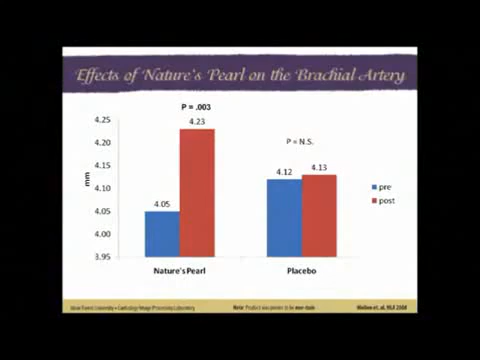 Effects of Nature's Pearl on the Brachial Artery
P = .003
4.25
4.23
4.20
P = N.S.
4.15
4.12
4.13
4.10
mm
4.05
4.05
4.00
3.95
pre
post
Nature's Pearl
Placebo
Wake Forest University • Cardiology Image Processing Laboratory
Note: Product was proven to be